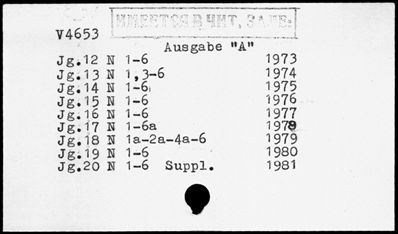 ИМЕЕТСЯ В ЧИТ. ЗАЛЕ.
V4653
Ausgabe "A"
Jg.12 N 1-6 1973
Jg.13 N 1,3-6 1974
Jg.14 N 1-6 1975
Jg.15 N 1-6 1976
Jg.16 N 1-6 1977
Jg.17 N 1-6a 1978
Jg.18 N 1a-2a-4a-6 1979
Jg.19 N 1-6 1980
Jg.20 N 1-6 Suppl. 1981